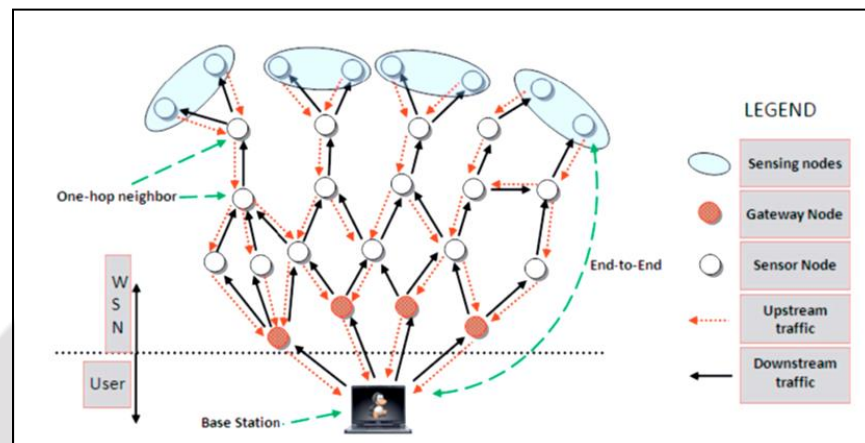 LEGEND
Sensing nodes
Gateway Node
Sensor Node
Upstream
traffic
Downstream
traffic
One-hop neighbor
End-to-End
W
S
N
User
Base Station